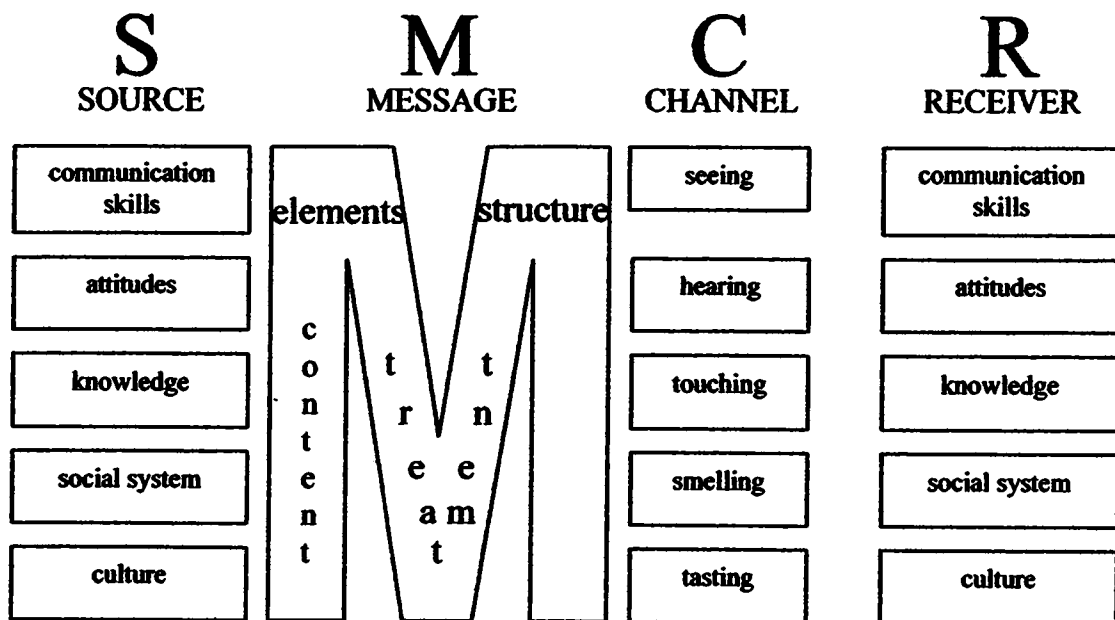 S
SOURCE
communication
skills
attitudes
knowledge
social system
culture
M
MESSAGE
elements
structure
content
treatment
C
CHANNEL
seeing
hearing
touching
smelling
tasting
R
RECEIVER
communication
skills
attitudes
knowledge
social system
culture